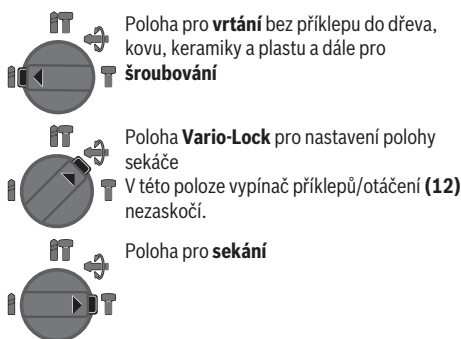 Poloha pro vrtání bez příklepu do dřeva,
kovu, keramiky a plastu a dále pro
šroubování
Poloha Vario-Lock pro nastavení polohy
sekáče
V této poloze vypínač příklepů/otáčení (12)
nezaskočí.
Poloha pro sekání